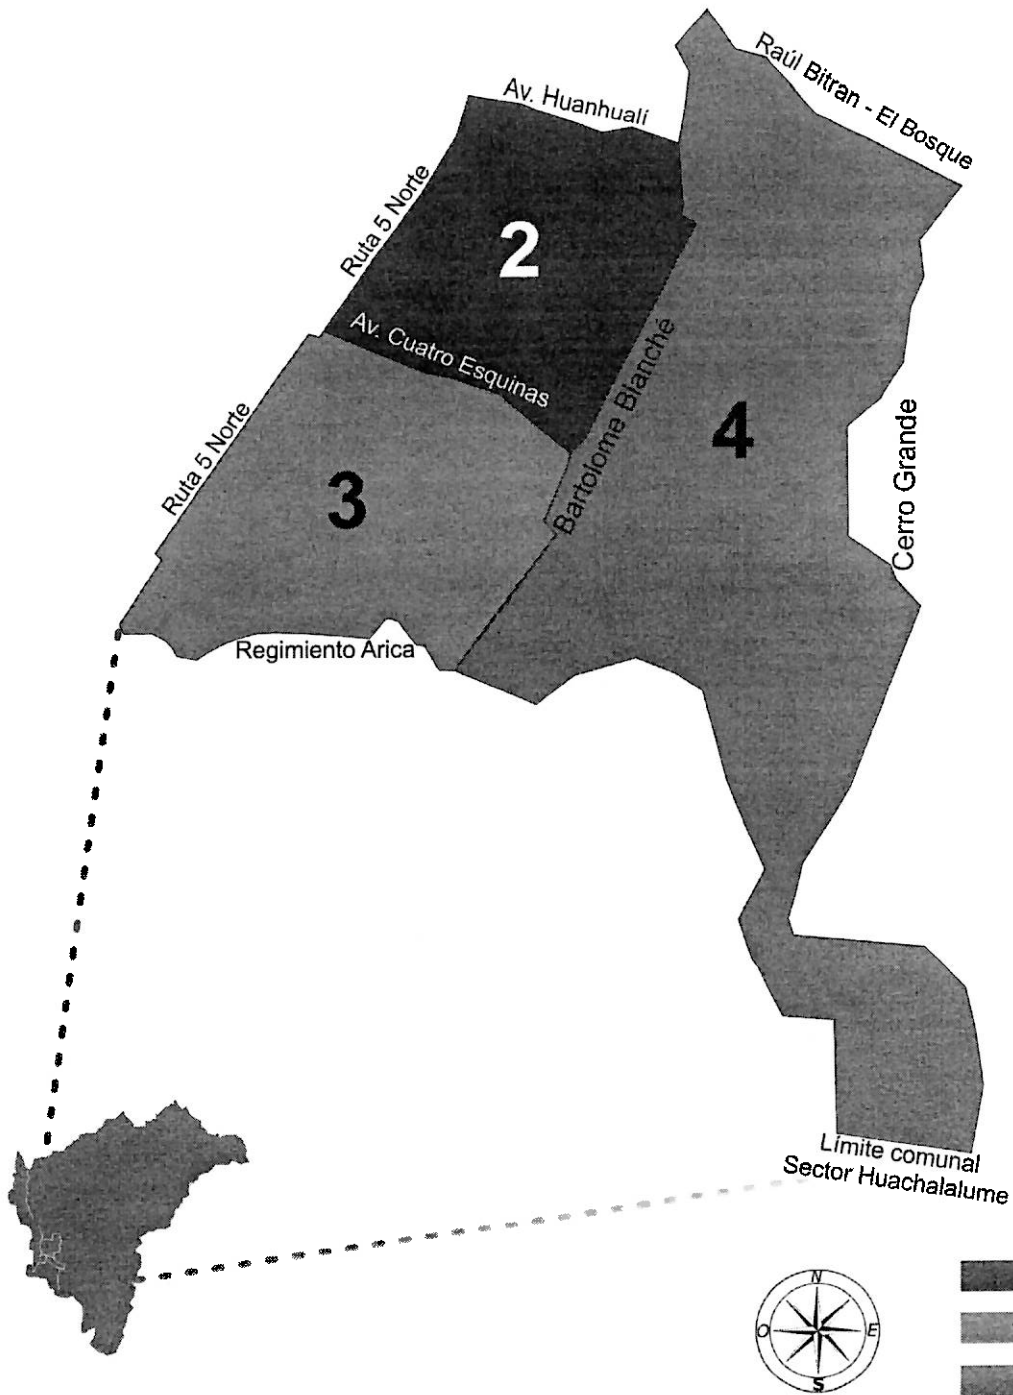 Raúl Bitran - El Bosque
Av. Huanhualí
Ruta 5 Norte
2
Av. Cuatro Esquinas
Bartolome Blanché
4
Cerro Grande
Ruta 5 Norte
3
Regimiento Arica
Límite comunal
Sector Huachalalume
N
O
E
S